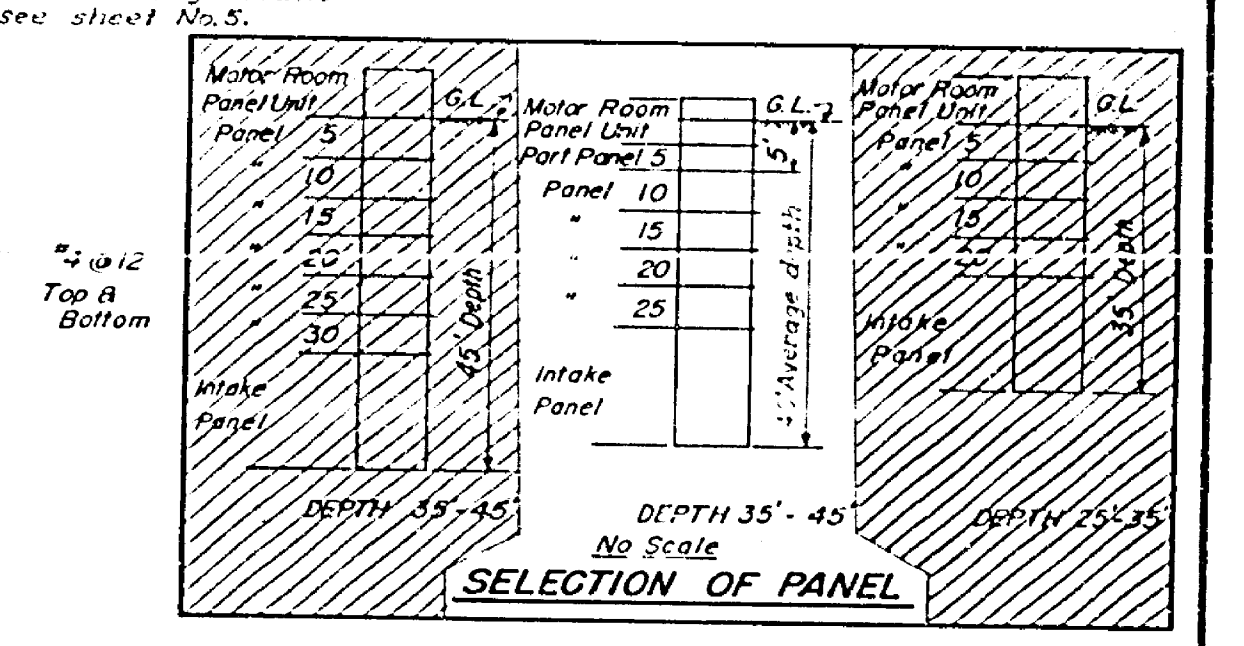 see sheet No. 5.
#4 @ 12
Top &
Bottom
Motor Room
Panel Unit
G.L.
Panel 5
" 10
" 15
" 20
" 25
" 30
45' Depth
Intake
Panel
DEPTH 35'-45'
Motor Room
Panel Unit
G.L.
Part Panel 5
5'
Panel 10
" 15
" 20
" 25
Average depth
Intake
Panel
DEPTH 35'-45'
Motor Room
Panel Unit
G.L.
Panel 5
" 10
" 15
" 20
35' Depth
Intake
Panel
DEPTH 25'-35'
No Scale
SELECTION OF PANEL